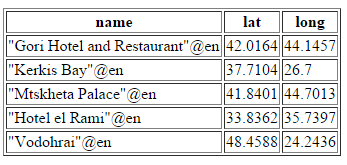 name lat long
"Gori Hotel and Restaurant"@en 42.0164 44.1457
"Kerkis Bay"@en 37.7104 26.7
"Mtskheta Palace"@en 41.8401 44.7013
"Hotel el Rami"@en 33.8362 35.7397
"Vodohrai"@en 48.4588 24.2436